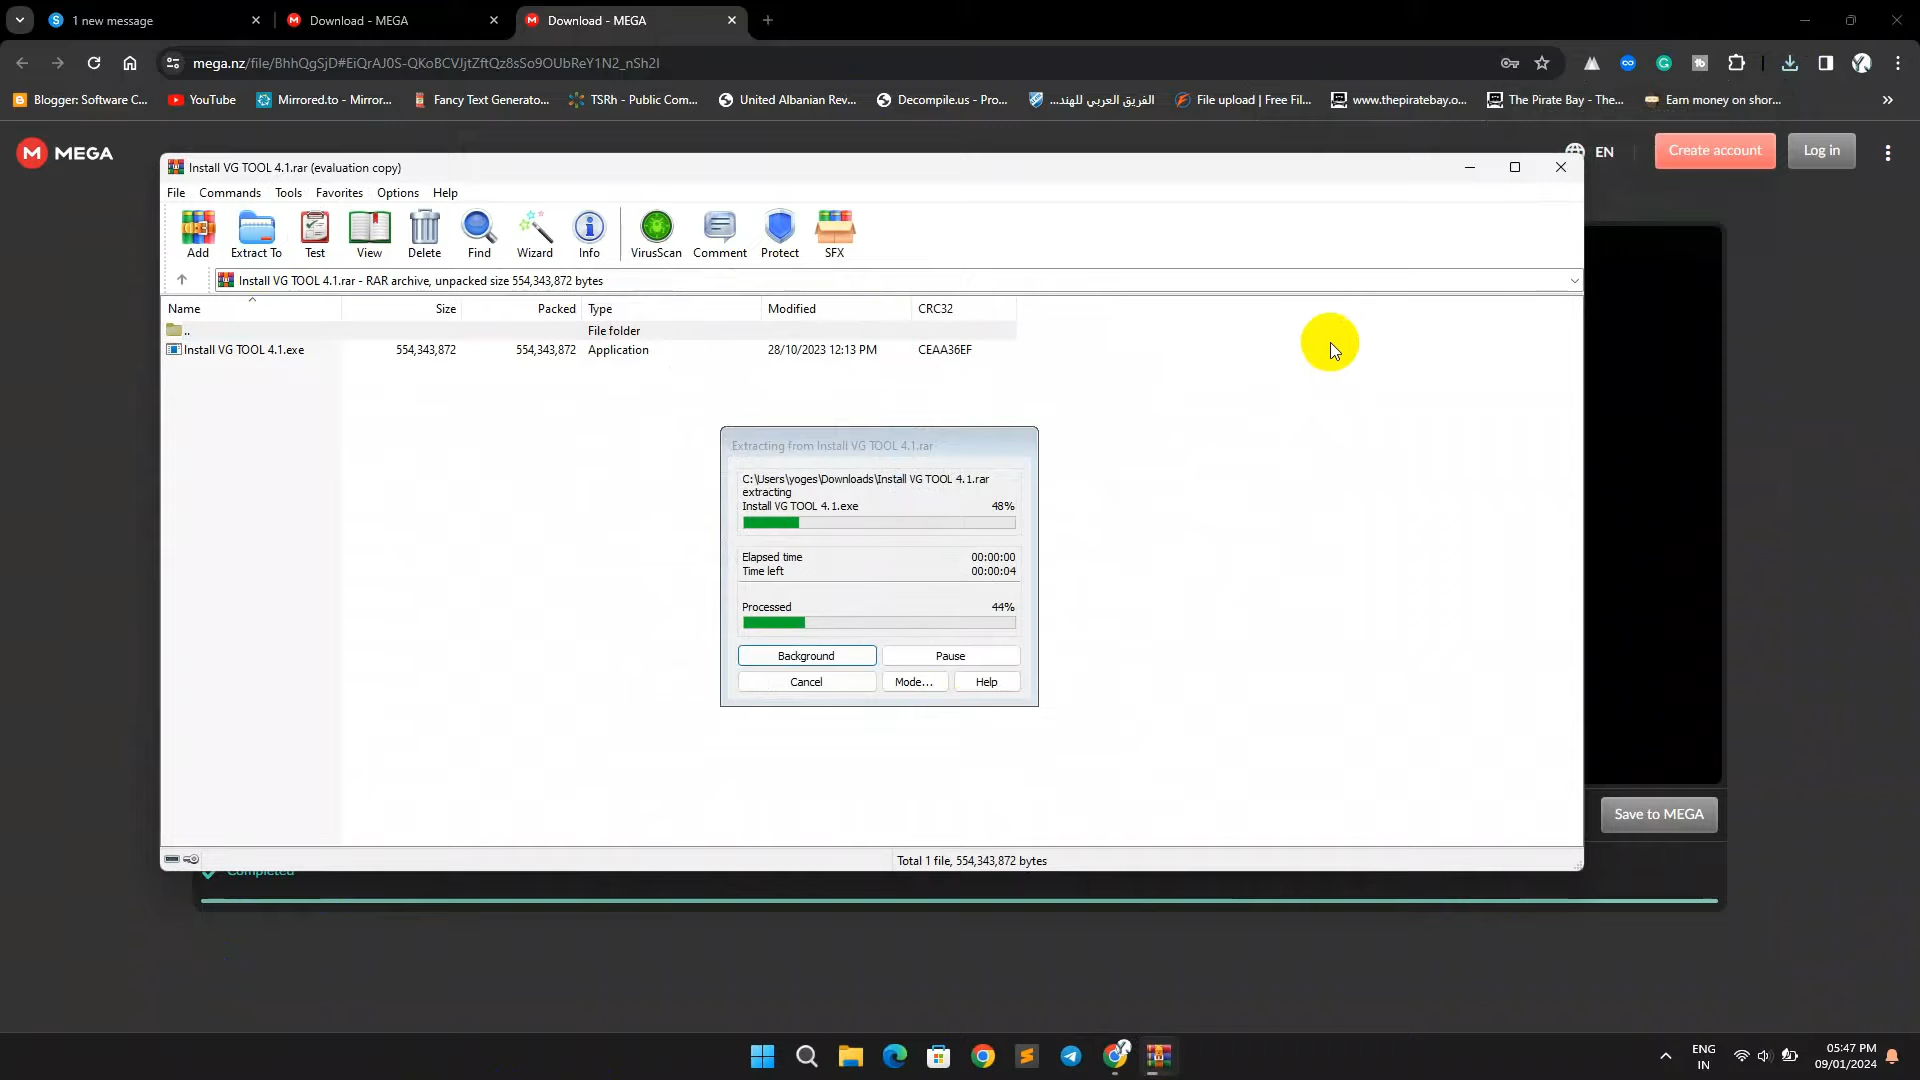 1 new message
Download - MEGA
Download - MEGA
mega.nz/file/BhhQgSjD#EiQrAJ0S-QKoBCVJjtZftQz8sSo9OUbReY1N2_nSh2I
Blogger: Software C...
YouTube
Mirrored.to - Mirror...
Fancy Text Generato...
TSRh - Public Com...
United Albanian Rev...
Decompile.us - Pro...
الفريق العربي للهند...
File upload | Free Fil...
www.thepiratebay.o...
The Pirate Bay - The...
Earn money on shor...
MEGA
EN
Create account
Log in
Install VG TOOL 4.1.rar (evaluation copy)
File Commands Tools Favorites Options Help
Add Extract To Test View Delete Find Wizard Info VirusScan Comment Protect SFX
Install VG TOOL 4.1.rar - RAR archive, unpacked size 554,343,872 bytes
Name Size Packed Type Modified CRC32
.. File folder
Install VG TOOL 4.1.exe 554,343,872 554,343,872 Application 28/10/2023 12:13 PM CEAA36EF
Extracting from Install VG TOOL 4.1.rar
C:\Users\yoges\Downloads\Install VG TOOL 4.1.rar
extracting
Install VG TOOL 4.1.exe 48%
Elapsed time 00:00:00
Time left 00:00:04
Processed 44%
Background Pause
Cancel Mode... Help
Save to MEGA
Total 1 file, 554,343,872 bytes
Completed
ENG
IN
05:47 PM
09/01/2024